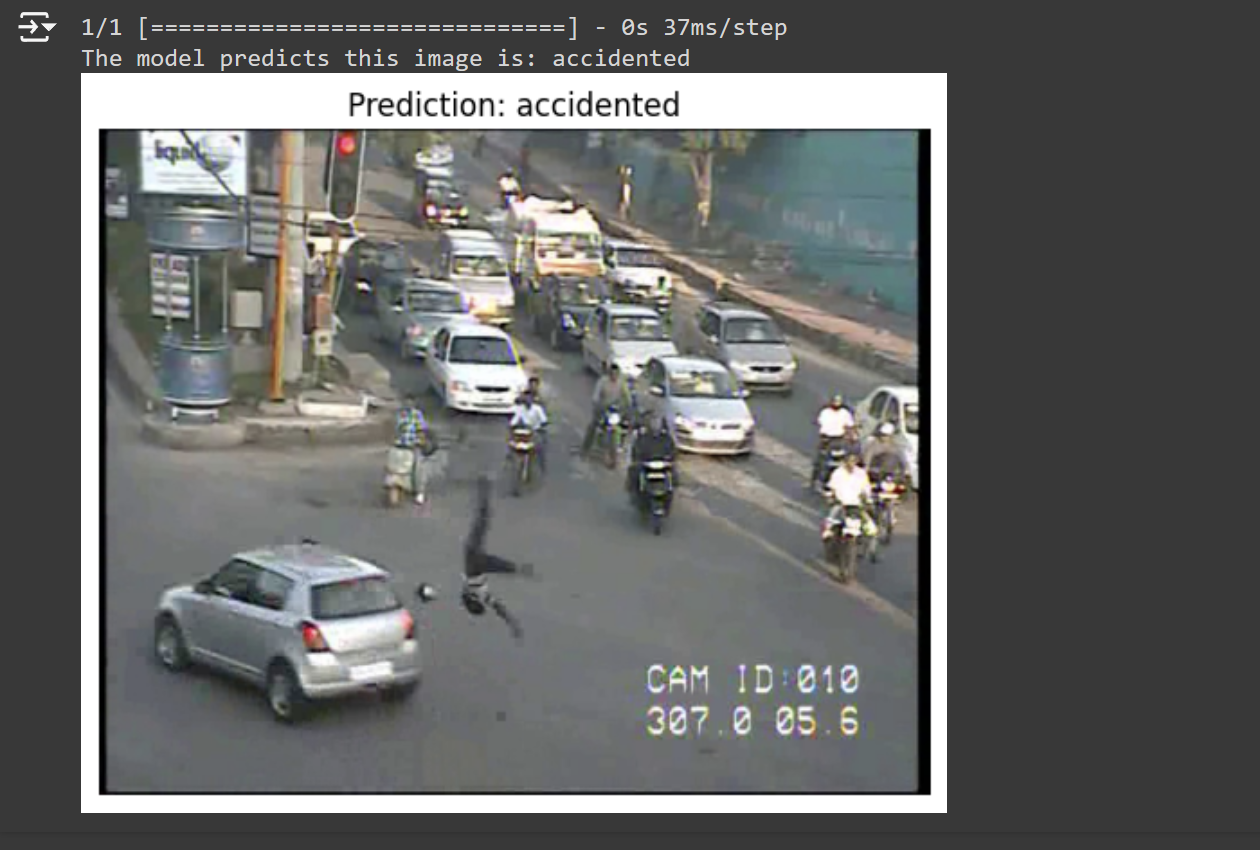 1/1 [==============================] - 0s 37ms/step
The model predicts this image is: accidented
Prediction: accidented
liquid
CAM ID:010
307.0 05.6